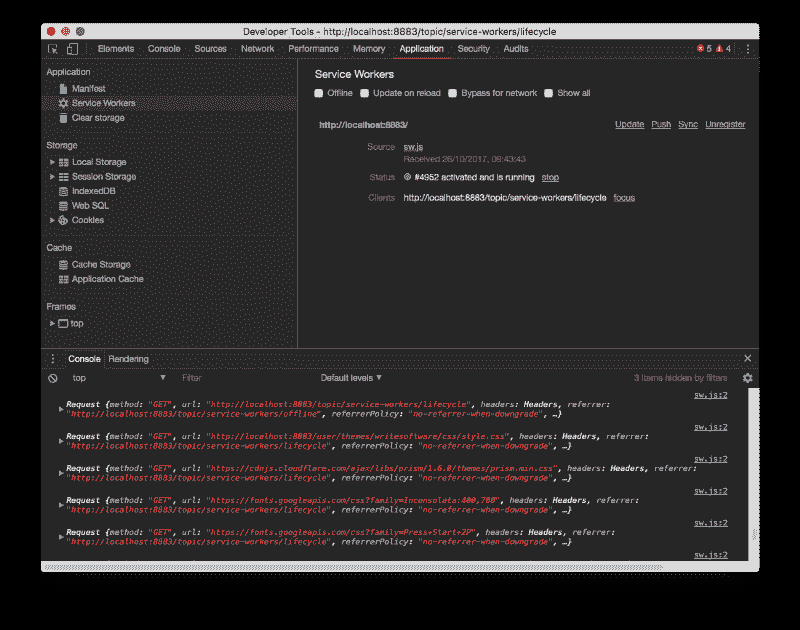 Developer Tools - http://localhost:8883/topic/service-workers/lifecycle
Elements Console Sources Network Performance Memory Application Security Audits 5 4
Application
Manifest
Service Workers
Clear storage
Storage
Local Storage
Session Storage
IndexedDB
Web SQL
Cookies
Cache
Cache Storage
Application Cache
Frames
top
Service Workers
Offline Update on reload Bypass for network Show all
http://localhost:8883/ Update Push Sync Unregister
Source sw.js
Received 26/10/2017, 09:43:43
Status #4952 activated and is running stop
Clients http://localhost:8883/topic/service-workers/lifecycle focus
Console Rendering
top Filter Default levels 3 items hidden by filters
sw.js:2
Request {method: "GET", url: "http://localhost:8883/topic/service-workers/lifecycle", headers: Headers, referrer:
"http://localhost:8883/topic/service-workers/offline", referrerPolicy: "no-referrer-when-downgrade", …}
sw.js:2
Request {method: "GET", url: "http://localhost:8883/user/themes/writesoftware/css/style.css", headers: Headers, referrer:
"http://localhost:8883/topic/service-workers/lifecycle", referrerPolicy: "no-referrer-when-downgrade", …}
sw.js:2
Request {method: "GET", url: "https://cdnjs.cloudflare.com/ajax/libs/prism/1.6.0/themes/prism.min.css", headers: Headers, referrer:
"http://localhost:8883/topic/service-workers/lifecycle", referrerPolicy: "no-referrer-when-downgrade", …}
sw.js:2
Request {method: "GET", url: "https://fonts.googleapis.com/css?family=Inconsolata:400,700", headers: Headers, referrer:
"http://localhost:8883/topic/service-workers/lifecycle", referrerPolicy: "no-referrer-when-downgrade", …}
sw.js:2
Request {method: "GET", url: "https://fonts.googleapis.com/css?family=Press+Start+2P", headers: Headers, referrer:
"http://localhost:8883/topic/service-workers/lifecycle", referrerPolicy: "no-referrer-when-downgrade", …}
sw.js:2